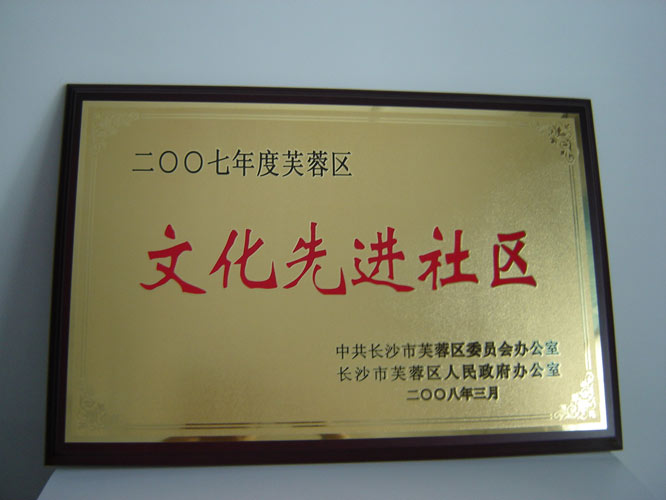 二〇〇七年度芙蓉区
文化先进社区
中共长沙市芙蓉区委员会办公室
长沙市芙蓉区人民政府办公室
二〇〇八年三月